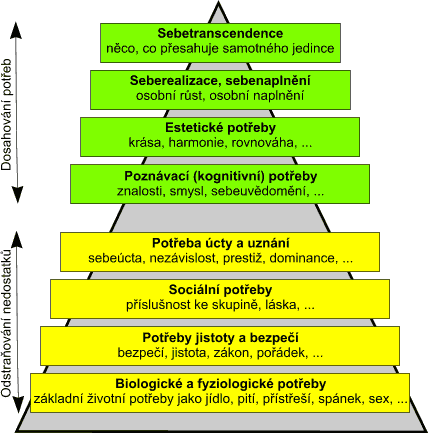 Sebetranscendence
něco, co přesahuje samotného jedince
Seberealizace, sebenaplnění
osobní růst, osobní naplnění
Estetické potřeby
krása, harmonie, rovnováha, ...
Poznávací (kognitivní) potřeby
znalosti, smysl, sebeuvědomění, ...
Dosahování potřeb
Potřeba úcty a uznání
sebeúcta, nezávislost, prestiž, dominance, ...
Sociální potřeby
příslušnost ke skupině, láska, ...
Potřeby jistoty a bezpečí
bezpečí, jistota, zákon, pořádek, ...
Biologické a fyziologické potřeby
základní životní potřeby jako jídlo, pití, přístřeší, spánek, sex, ...
Odstraňování nedostatků